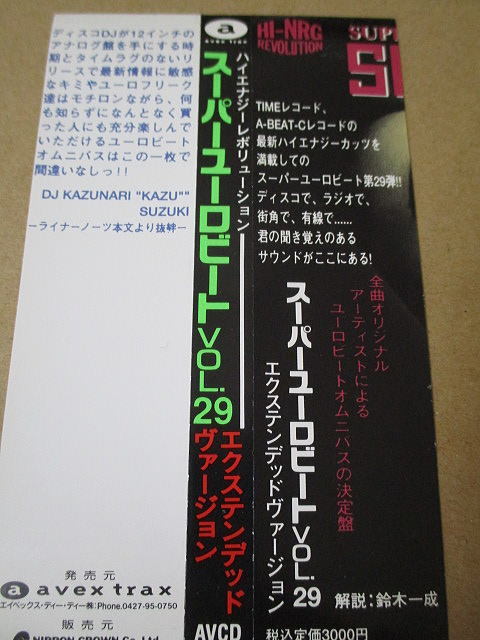 ディスコDJが12インチの
アナログ盤を手にする時
期とタイムラグのないリ
リースで最新情報に敏感
なキミやユーロフリーク
達はモチロンながら、何
も知らずになんとなく買
った人にも充分楽しんで
いただけるユーロビート
オムニバスはこの一枚で
間違いなしっ!!
DJ KAZUNARI "KAZU""
SUZUKI
ーライナーノーツ本文より抜粋ー
発売元
a avex trax
エイベックス・ディー・ディー(株):Phone.0427-95-0750
販売元
NIPPON CROWN Co., Ltd.
a
avex trax
ハイエナジーレボリューション
スーパーユーロビート VOL.29
エクステンデッド
ヴァージョン
AVCD
HI-NRG
REVOLUTION
SUP
TIMEレコード、
A-BEAT-Cレコードの
最新ハイエナジーカッツを
満載しての
スーパーユーロビート第29弾!!
ディスコで、ラジオで、
街角で、有線で......
君の聞き覚えのある
サウンドがここにある!
全曲オリジナル
アーティストによる
ユーロビートオムニバスの決定盤
スーパーユーロビート VOL.29
エクステンデッドヴァージョン
解説:鈴木一成
税込定価3000円